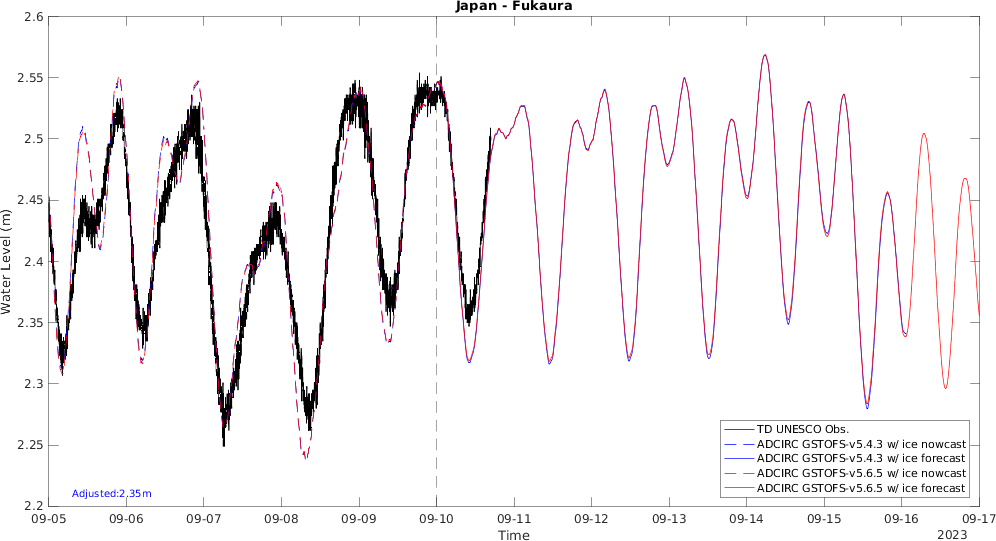 Japan - Fukaura
2.6
2.55
2.5
2.45
2.4
2.35
2.3
2.25
2.2
Water Level (m)
Adjusted:2.35m
TD UNESCO Obs.
ADCIRC GSTOFS-v5.4.3 w/ ice nowcast
ADCIRC GSTOFS-v5.4.3 w/ ice forecast
ADCIRC GSTOFS-v5.6.5 w/ ice nowcast
ADCIRC GSTOFS-v5.6.5 w/ ice forecast
09-05 09-06 09-07 09-08 09-09 09-10 09-11 09-12 09-13 09-14 09-15 09-16 09-17
Time
2023